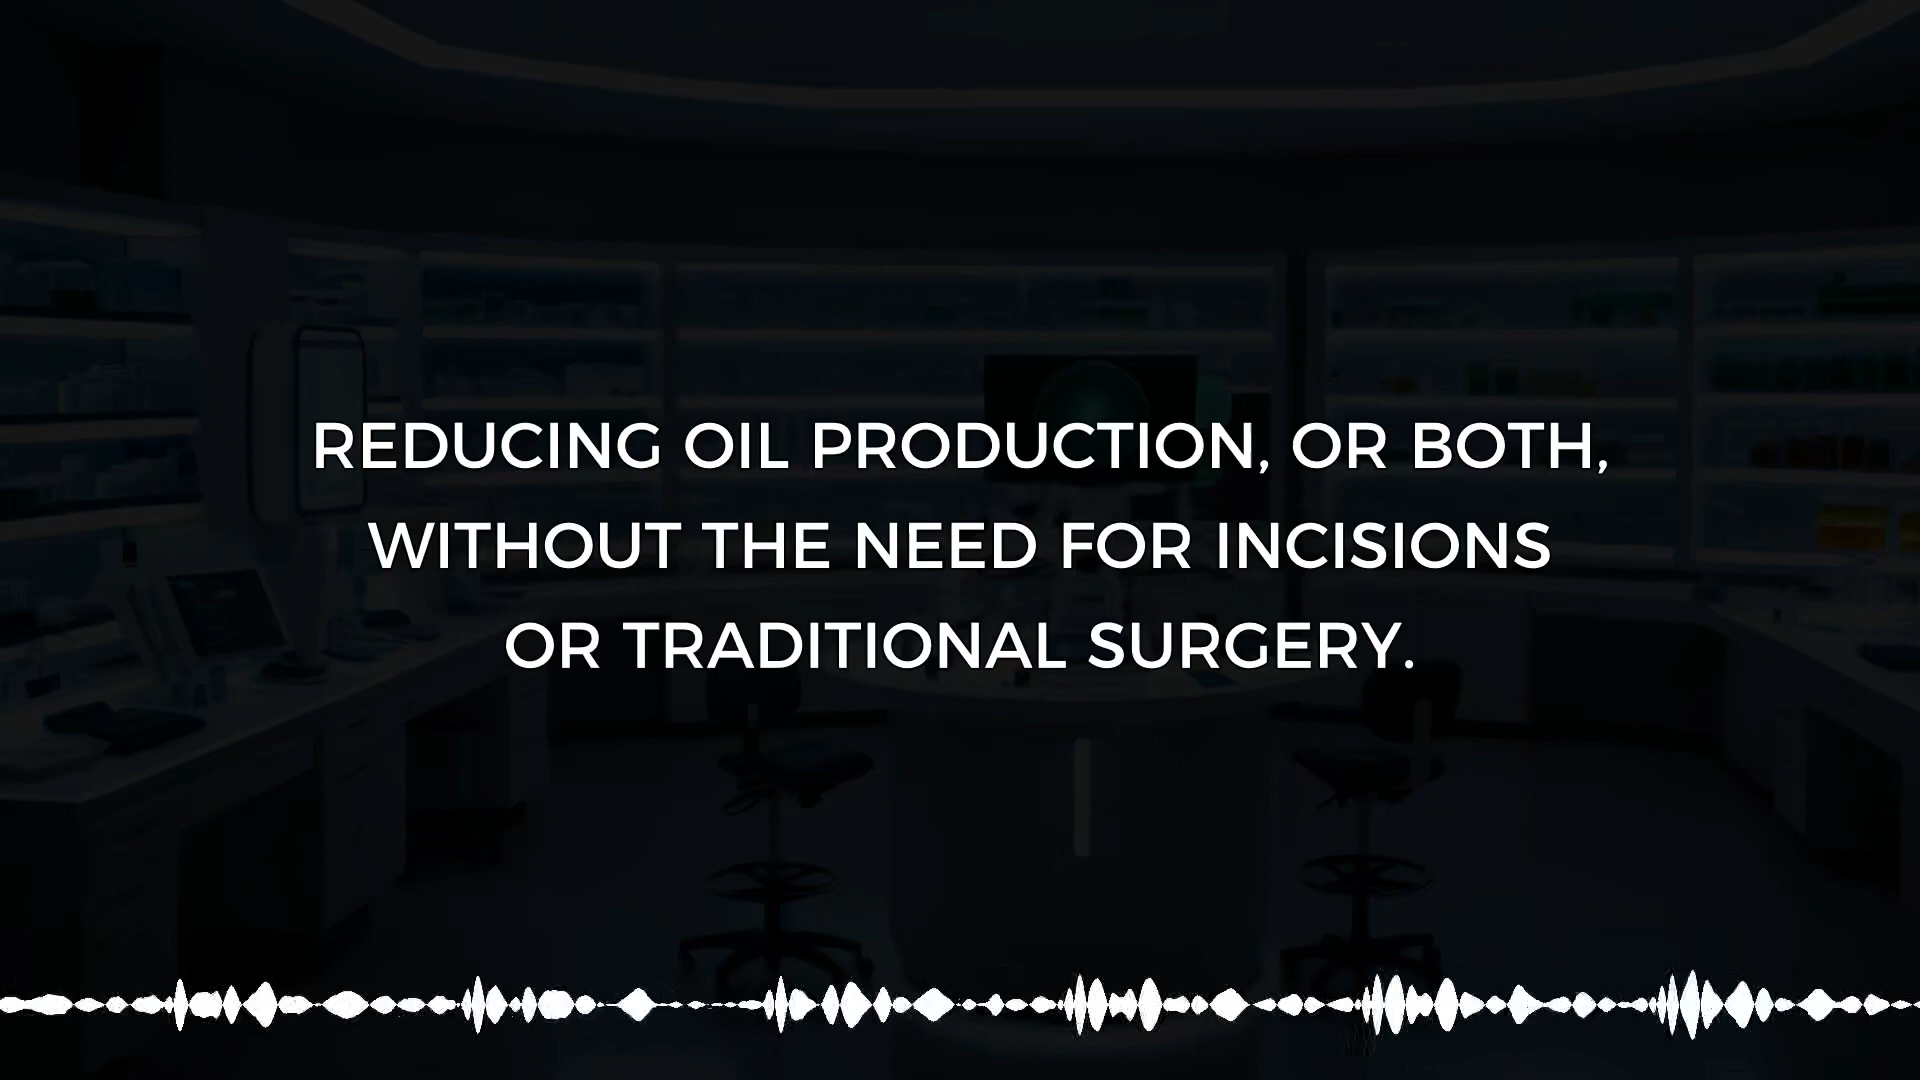 REDUCING OIL PRODUCTION, OR BOTH,
WITHOUT THE NEED FOR INCISIONS
OR TRADITIONAL SURGERY.